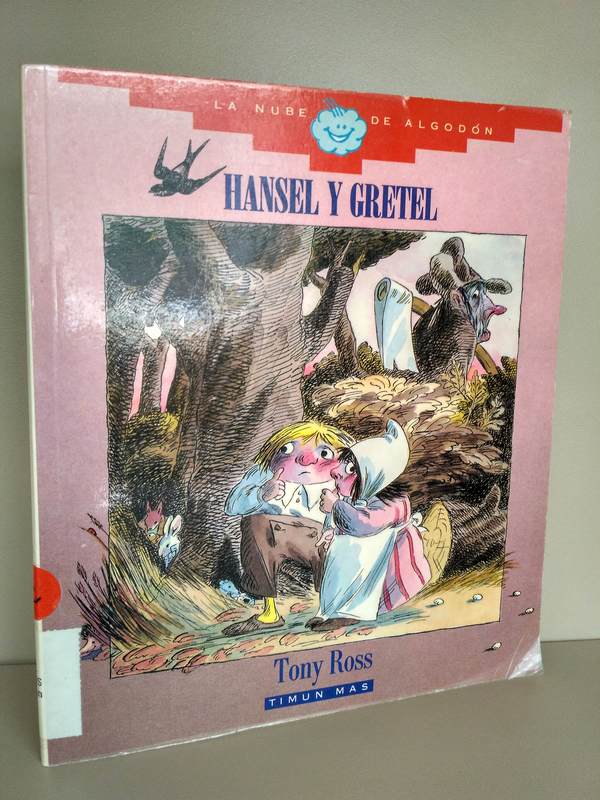 LA NUBE DE ALGODÓN
HANSEL Y GRETEL
Tony Ross
TIMUN MAS